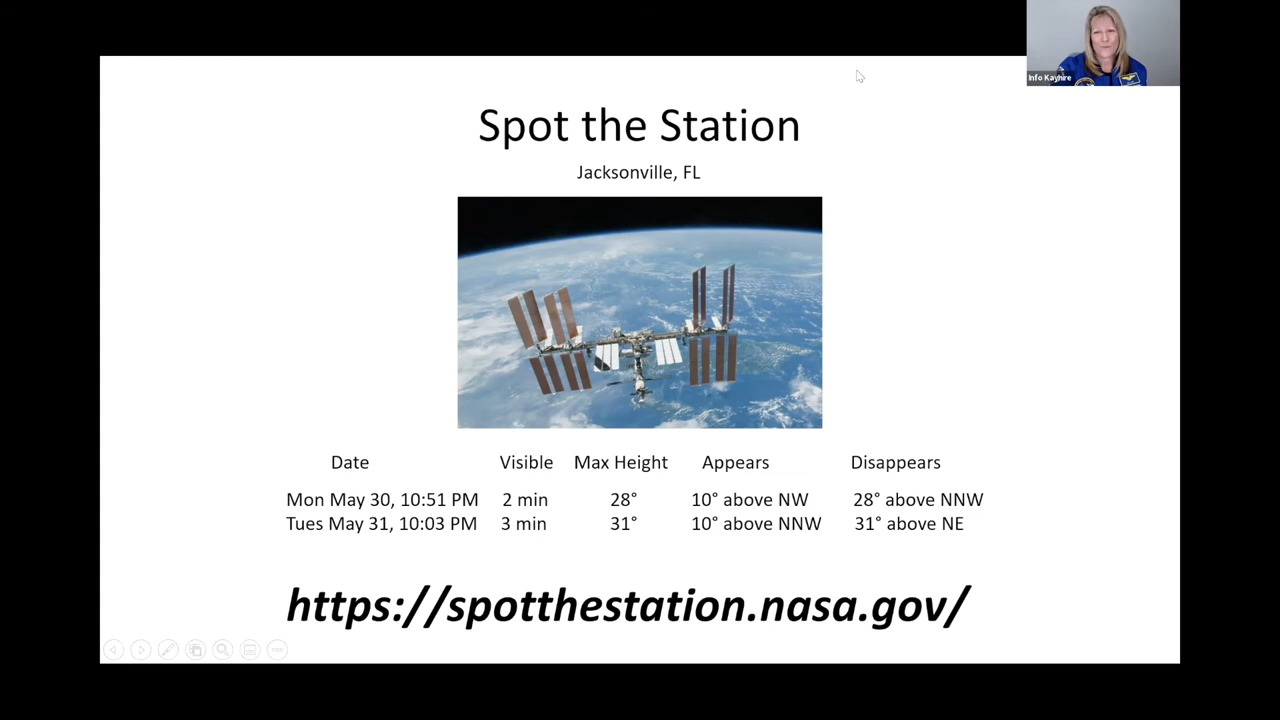 Info Kayhire
Spot the Station
Jacksonville, FL
Date Visible Max Height Appears Disappears
Mon May 30, 10:51 PM 2 min 28° 10° above NW 28° above NNW
Tues May 31, 10:03 PM 3 min 31° 10° above NNW 31° above NE
https://spotthestation.nasa.gov/